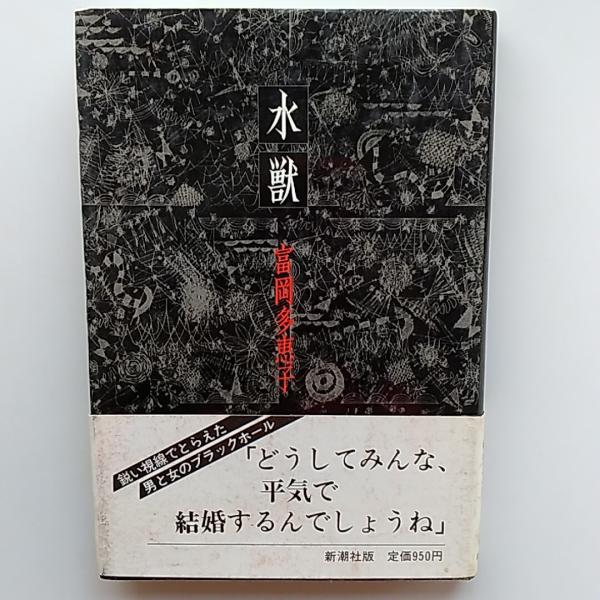 水獣
富岡多恵子
鋭い視線でとらえた
男と女のブラックホール
「どうしてみんな、
平気で
結婚するんでしょうね」
新潮社版 定価950円